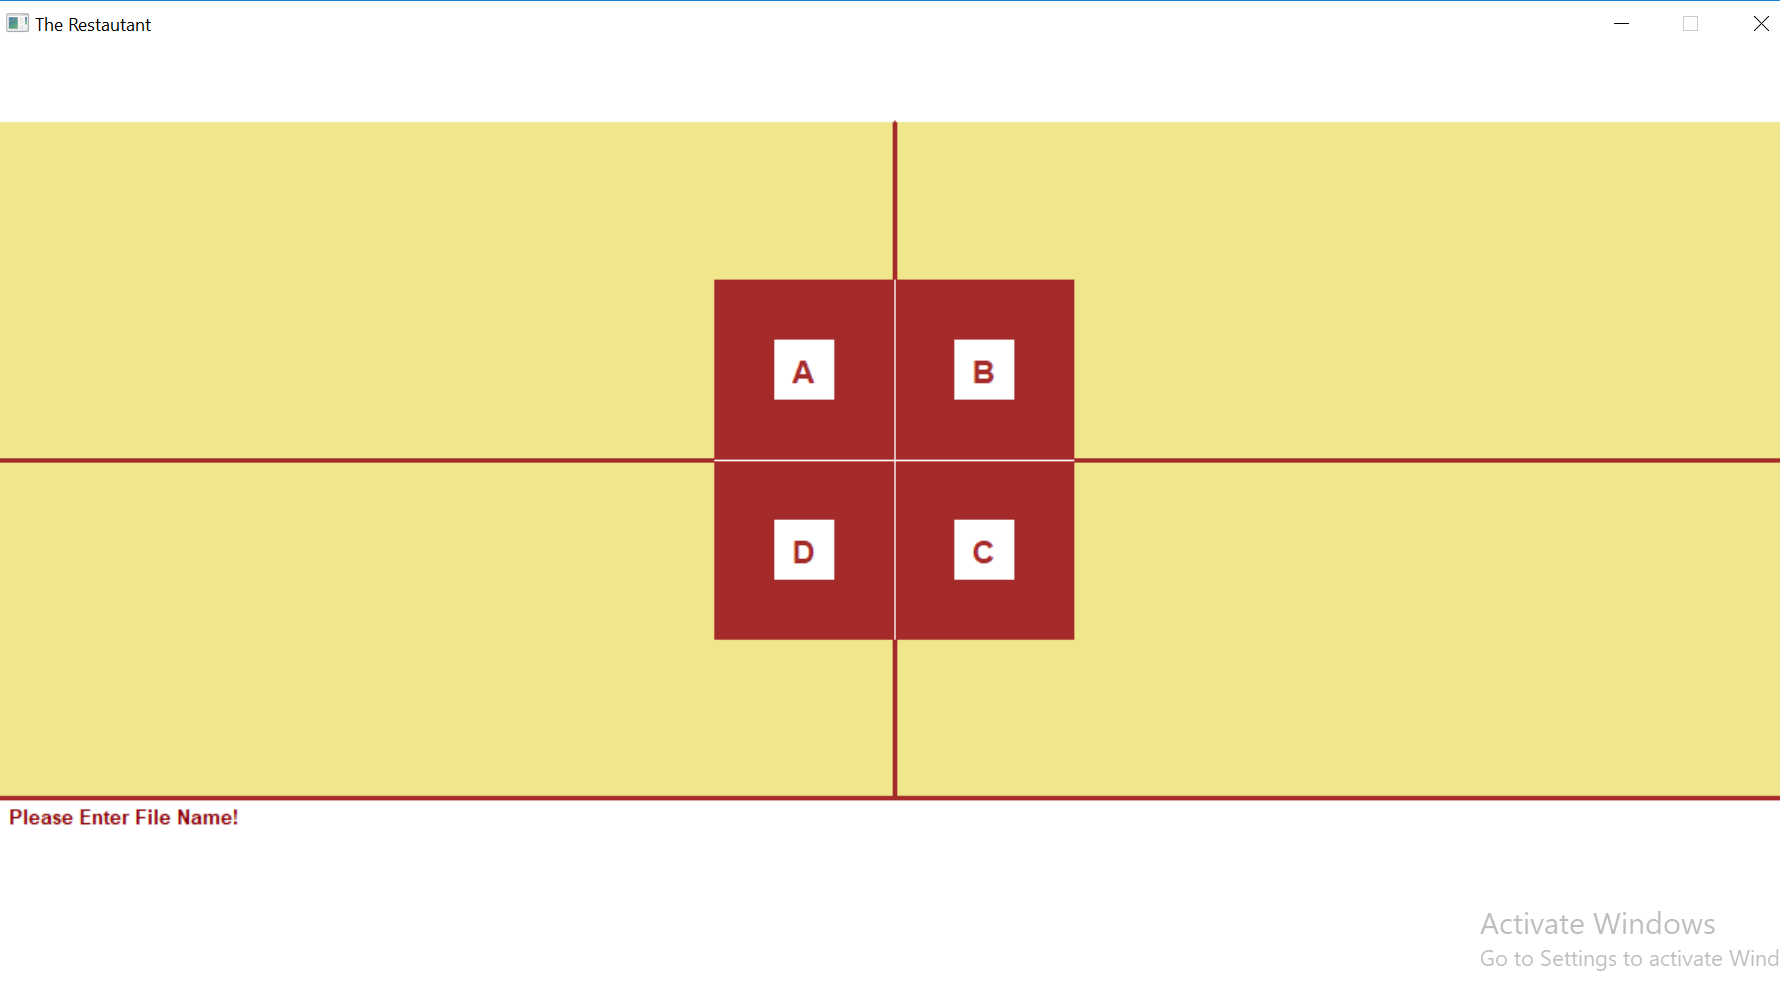 The Restautant
A
B
D
C
Please Enter File Name!
Activate Windows
Go to Settings to activate Wind